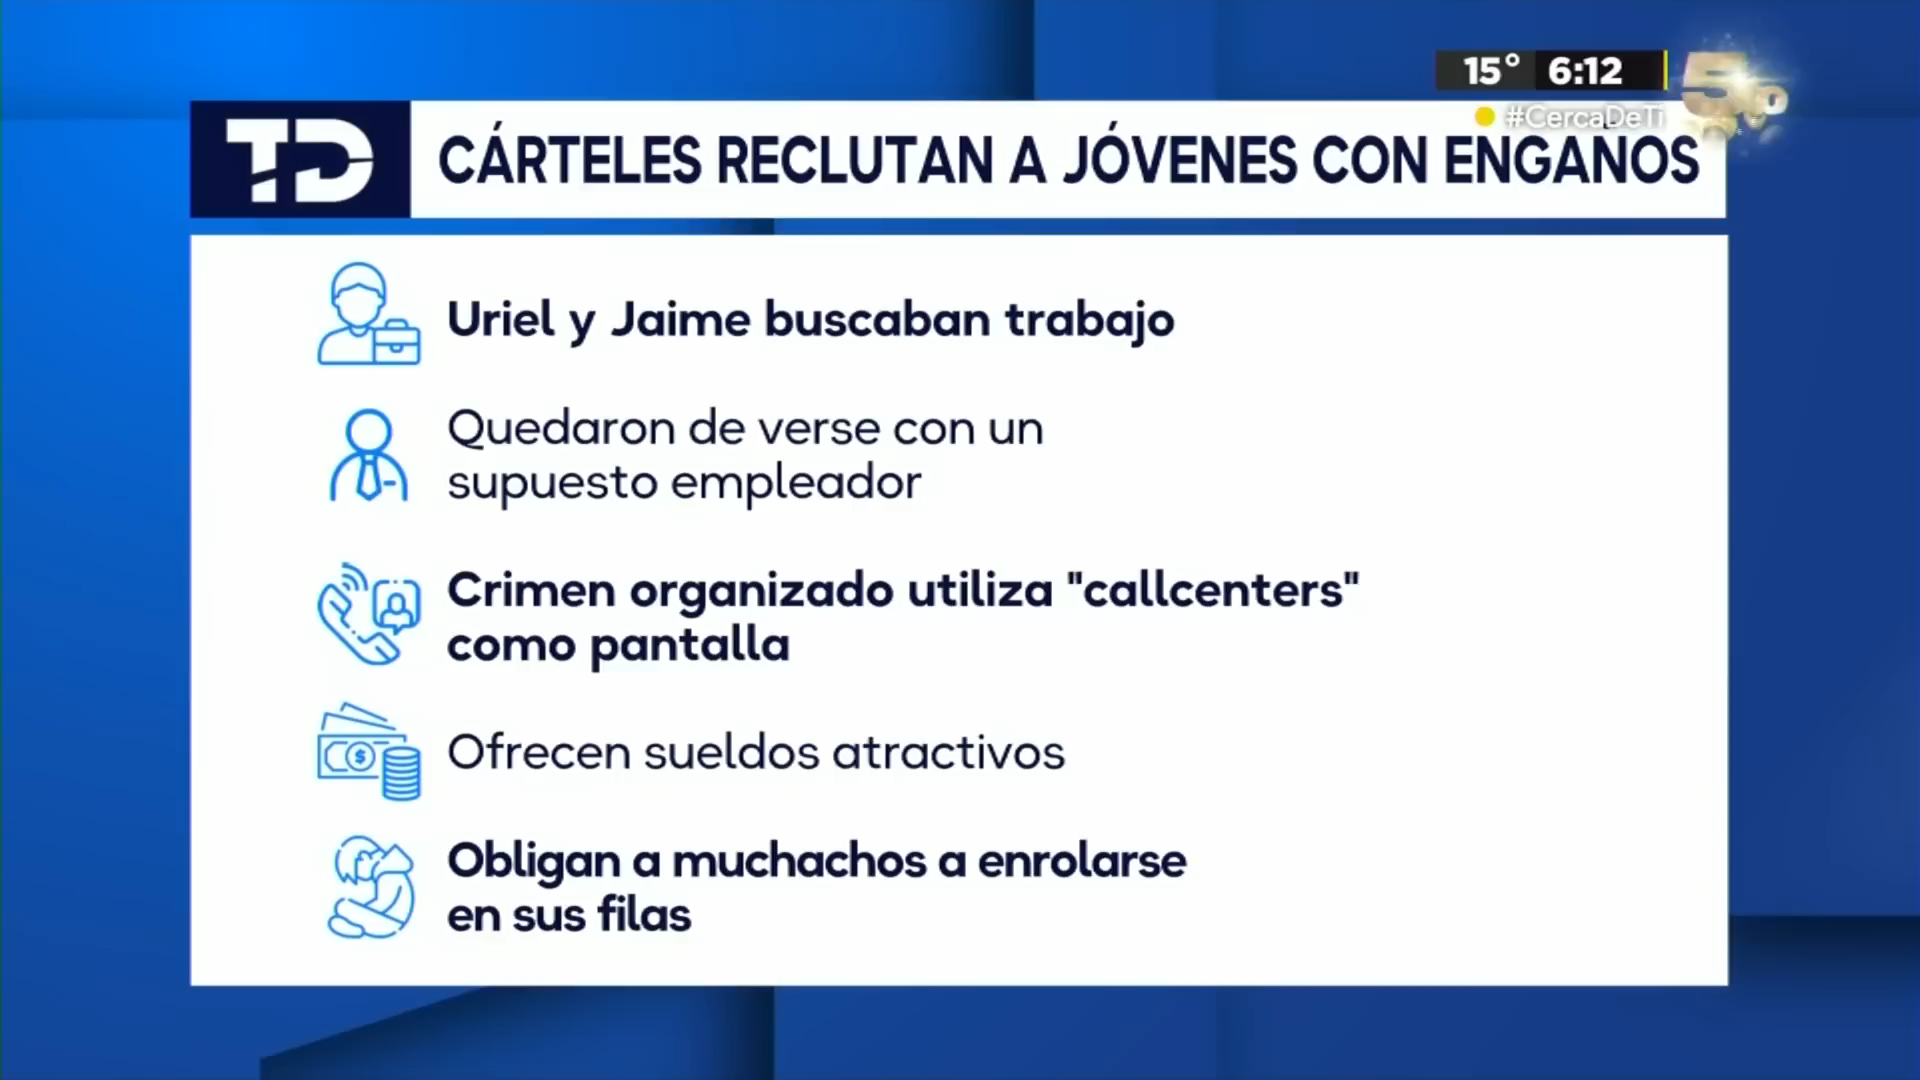 15° 6:12
#CercaDeTi
TD
CÁRTELES RECLUTAN A JÓVENES CON ENGAÑOS
Uriel y Jaime buscaban trabajo
Quedaron de verse con un
supuesto empleador
Crimen organizado utiliza "callcenters"
como pantalla
Ofrecen sueldos atractivos
Obligan a muchachos a enrolarse
en sus filas